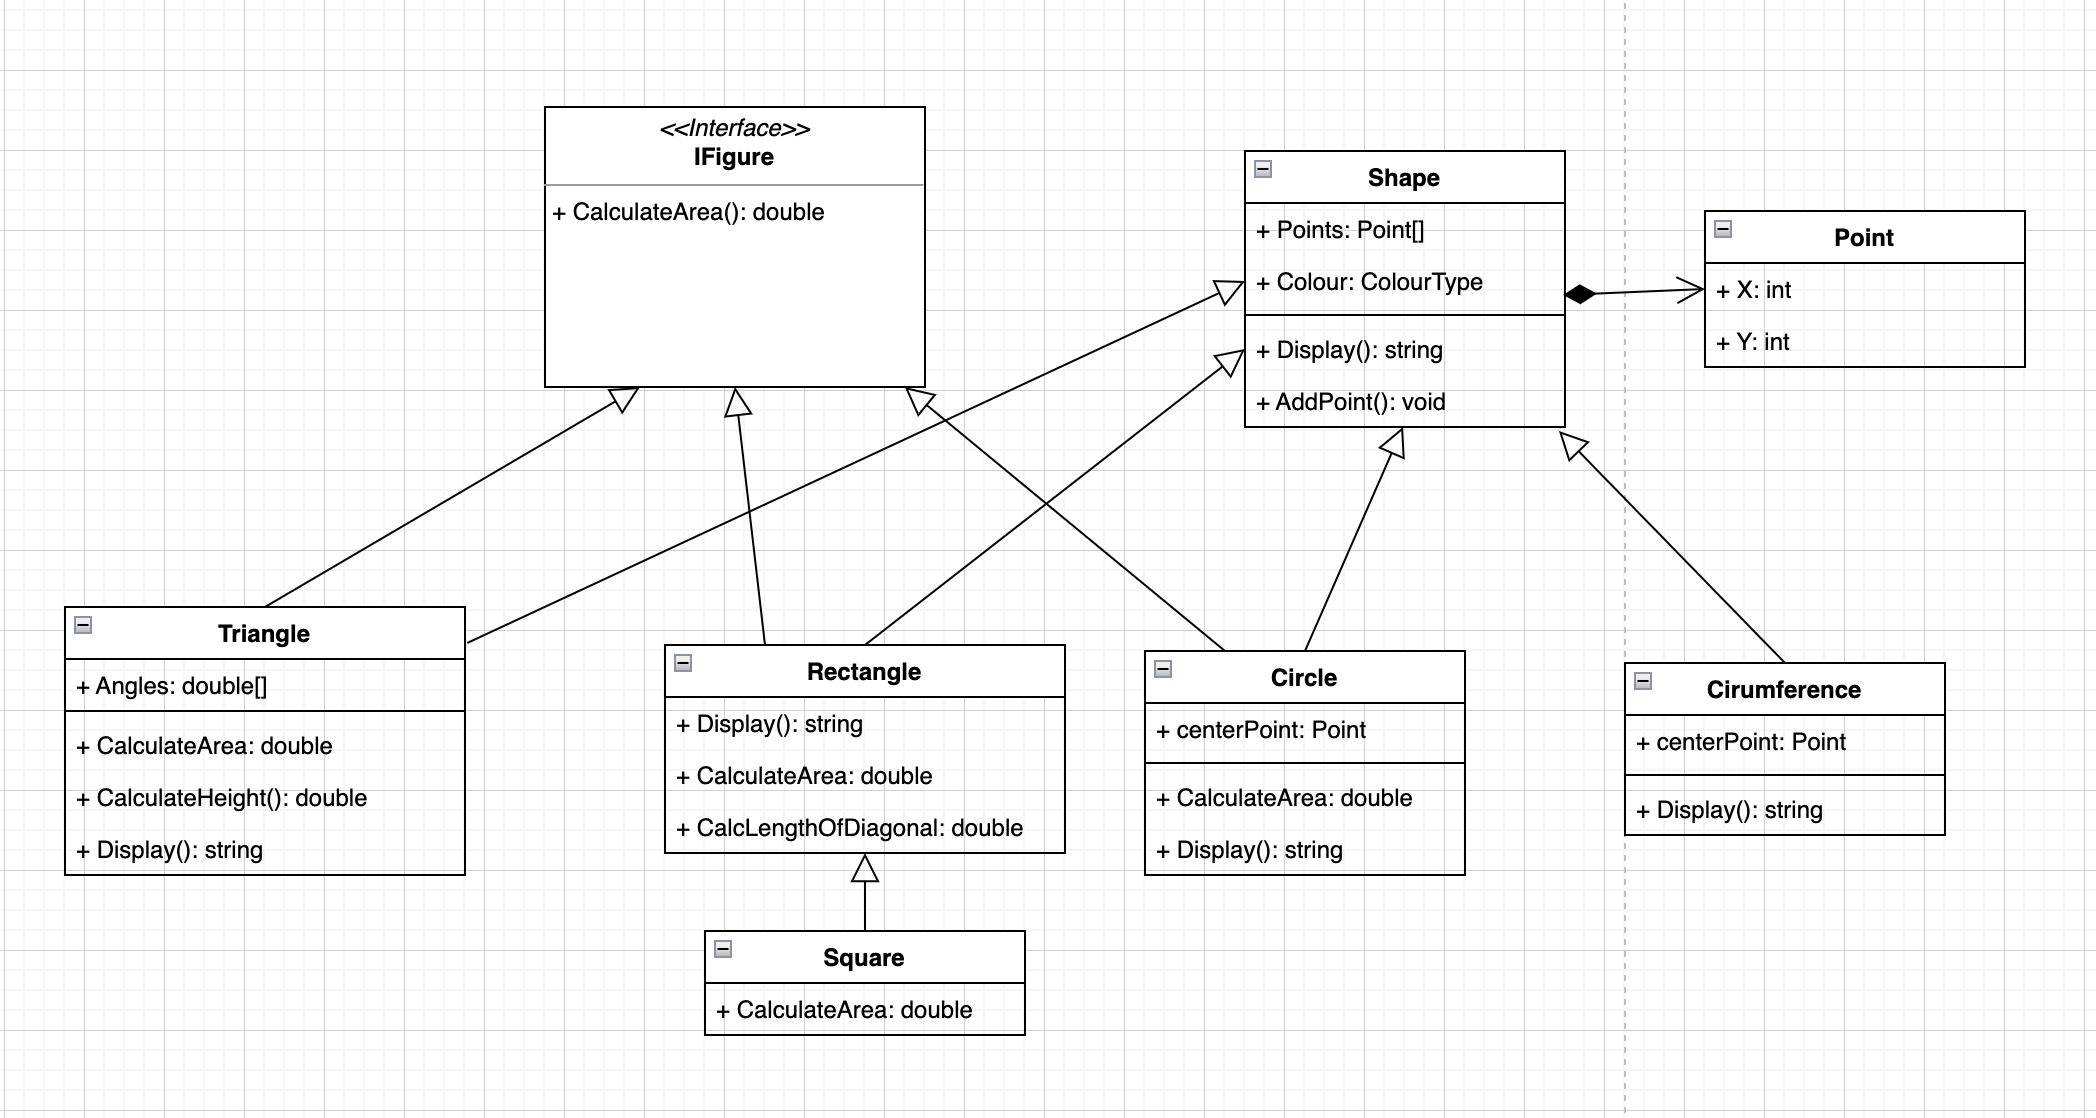 <<Interface>>
IFigure
+ CalculateArea(): double
Shape
+ Points: Point[]
+ Colour: ColourType
+ Display(): string
+ AddPoint(): void
Point
+ X: int
+ Y: int
Triangle
+ Angles: double[]
+ CalculateArea: double
+ CalculateHeight(): double
+ Display(): string
Rectangle
+ Display(): string
+ CalculateArea: double
+ CalcLengthOfDiagonal: double
Circle
+ centerPoint: Point
+ CalculateArea: double
+ Display(): string
Cirumference
+ centerPoint: Point
+ Display(): string
Square
+ CalculateArea: double